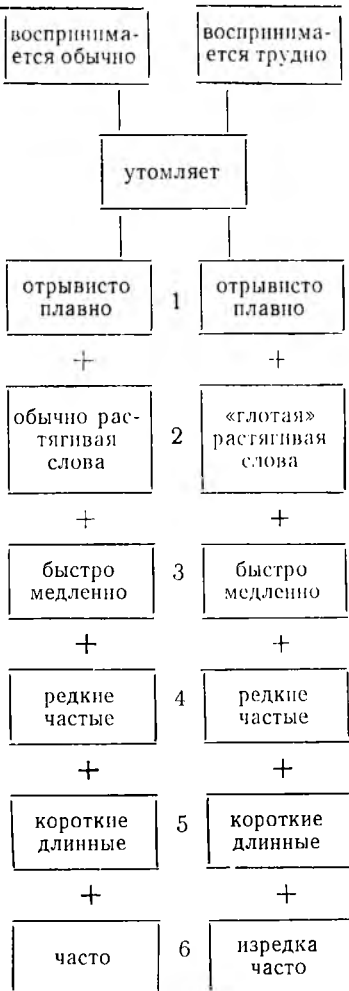 воспринима-
ется обычно
воспринима-
ется трудно
утомляет
отрывисто
плавно
1
отрывисто
плавно
+
+
обычно рас-
тягивая
слова
2
«глотая»
растягивая
слова
+
+
быстро
медленно
3
быстро
медленно
+
+
редкие
частые
4
редкие
частые
+
+
короткие
длинные
5
короткие
длинные
+
+
часто
6
изредка
часто